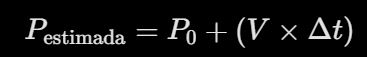 P_estimada = P_0 + (V × Δt)